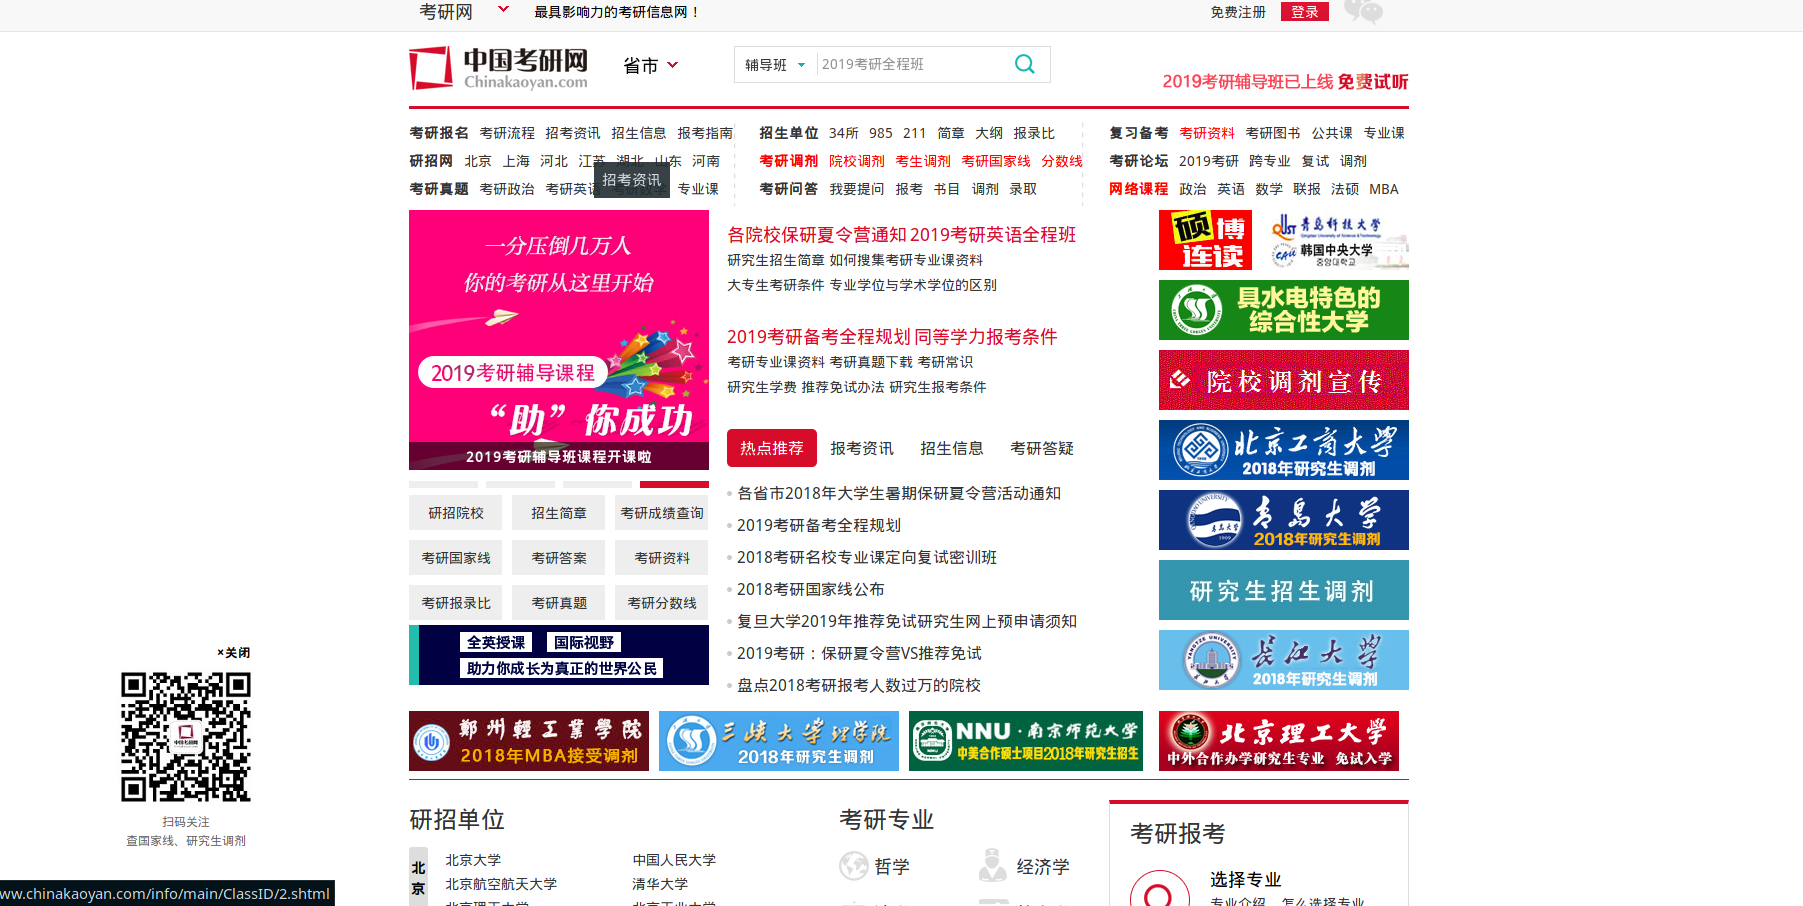 考研网
最具影响力的考研信息网！
免费注册
登录
中国考研网
Chinakaoyan.com
省市
辅导班
2019考研全程班
2019考研辅导班已上线 免费试听
考研报名 考研流程 招考资讯 招生信息 报考指南
研招网 北京 上海 河北 江苏 湖北 山东 河南
考研真题 考研政治 考研英语 考研数学 专业课
招考资讯
招生单位 34所 985 211 简章 大纲 报录比
考研调剂 院校调剂 考生调剂 考研国家线 分数线
考研问答 我要提问 报考 书目 调剂 录取
复习备考 考研资料 考研图书 公共课 专业课
考研论坛 2019考研 跨专业 复试 调剂
网络课程 政治 英语 数学 联报 法硕 MBA
一分压倒几万人
你的考研从这里开始
2019考研辅导课程
“助”你成功
2019考研辅导班课程开课啦
研招院校 招生简章 考研成绩查询
考研国家线 考研答案 考研资料
考研报录比 考研真题 考研分数线
全英授课 国际视野
助力你成长为真正的世界公民
各院校保研夏令营通知 2019考研英语全程班
研究生招生简章 如何搜集考研专业课资料
大专生考研条件 专业学位与学术学位的区别
2019考研备考全程规划 同等学力报考条件
考研专业课资料 考研真题下载 考研常识
研究生学费 推荐免试办法 研究生报考条件
热点推荐 报考资讯 招生信息 考研答疑
各省市2018年大学生暑期保研夏令营活动通知
2019考研备考全程规划
2018考研名校专业课定向复试密训班
2018考研国家线公布
复旦大学2019年推荐免试研究生网上预申请须知
2019考研：保研夏令营VS推荐免试
盘点2018考研报考人数过万的院校
硕博
连读
QUST 青岛科技大学
CAU 韩国中央大学
중앙대학교
具水电特色的
综合性大学
院校调剂宣传
北京工商大学
2018年研究生调剂
青岛大学
1909
2018年研究生调剂
研究生招生调剂
长江大学
2018年研究生调剂
鄭州輕工業學院
2018年MBA接受调剂
三峡大学理学院
2018年研究生调剂
NNU·南京师范大学
中美合作硕士项目2018年研究生招生
北京理工大学
中外合作办学研究生专业 免试入学
×关闭
扫码关注
查国家线、研究生调剂
研招单位
北京
北京大学 中国人民大学
北京航空航天大学 清华大学
考研专业
哲学 经济学
考研报考
选择专业
专业介绍 怎么选择专业
ww.chinakaoyan.com/info/main/ClassID/2.shtml